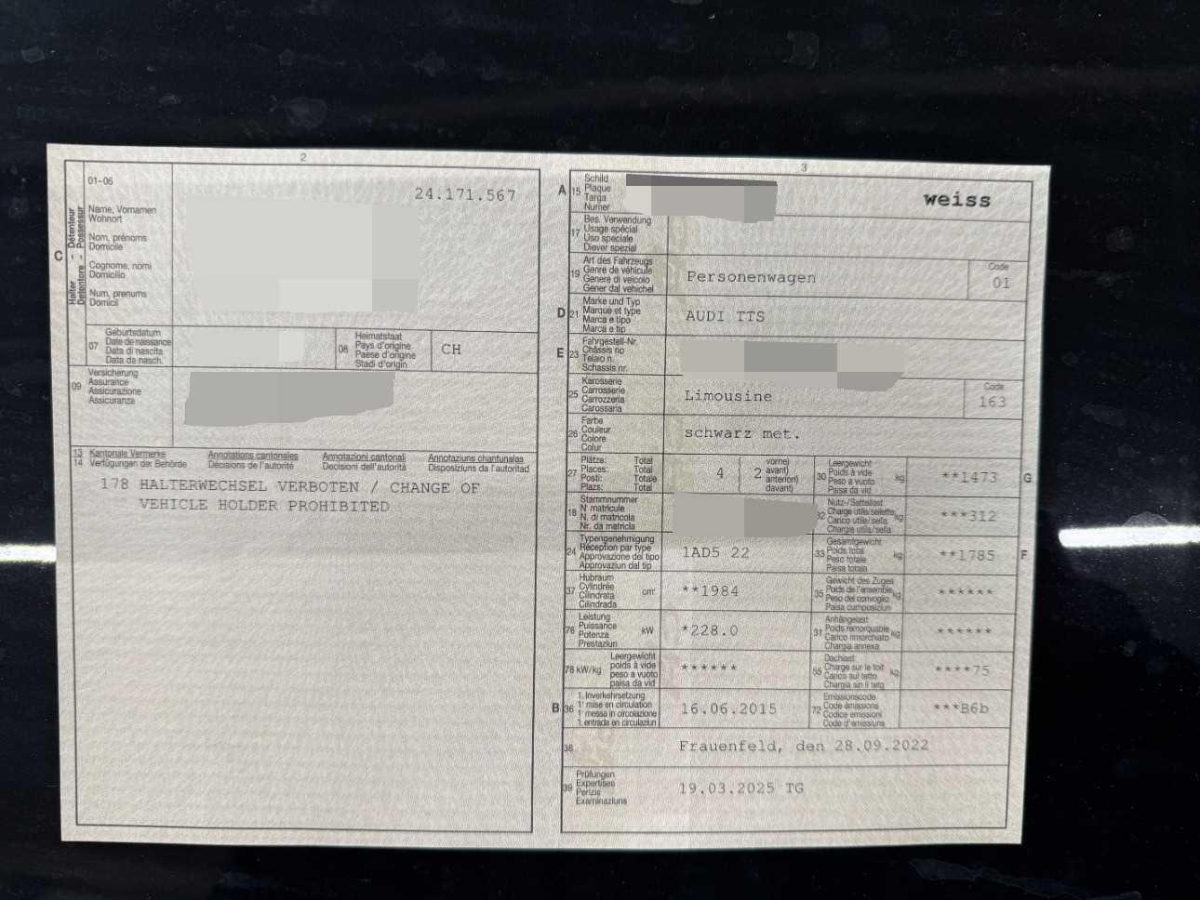 2
01-06
24.171.567
C
Halter - Détenteur
Detentore - Possessur
Name, Vornamen
Wohnort
Nom, prénoms
Domicile
Cognome, nomi
Domicilio
Num, prenums
Domicil
07
Geburtsdatum
Date de naissance
Data di nascita
Data da nasch.
08
Heimatstaat
Pays d'origine
Paese d'origine
Stadi d'origin
CH
09
Versicherung
Assurance
Assicurazione
Assicuranza
13
14
Kantonale Vermerke
Verfügungen der Behörde
Annotations cantonales
Décisions de l'autorité
Annotazioni cantonali
Decisioni dell'autorità
Annotaziuns chantunalas
Disposiziuns da l'autoritad
178 HALTERWECHSEL VERBOTEN / CHANGE OF
VEHICLE HOLDER PROHIBITED
3
A
15
Schild
Plaque
Targa
Numer
weiss
17
Bes. Verwendung
Usage spécial
Uso speciale
Diever spezial
19
Art des Fahrzeugs
Genre de véhicule
Genere di veicolo
Gener dal vehichel
Personenwagen
Code
01
D
21
Marke und Typ
Marque et type
Marca e tipo
Marca e tip
AUDI TTS
E
23
Fahrgestell-Nr.
Châssis no
Telaio n.
Schassis nr.
25
Karosserie
Carrosserie
Carrozzeria
Carossaria
Limousine
Code
163
26
Farbe
Couleur
Colore
Colur
schwarz met.
27
Plätze: Total
Places: Total
Posti: Totale
Plazs: Total
4
2
vorne)
avant)
anteriori)
davant)
30
Leergewicht
Poids à vide
Peso a vuoto
Paisa da vid
kg
**1473
G
18
Stammnummer
N matricule
N. di matricola
Nr. da matricla
32
Nutz-/Sattellast
Charge utile/sellette
Carico utile/sella
Chargia utila/sella
kg
***312
24
Typengenehmigung
Réception par type
Approvazione del tipo
Approvaziun dal tip
1AD5 22
33
Gesamtgewicht
Poids total
Peso totale
Paisa totala
kg
**1785
F
37
Hubraum
Cylindrée
Cilindrata
Cilindrada
cm³
**1984
35
Gewicht des Zuges
Poids de l'ensemble
Peso del convoglio
Paisa cumposiziun
kg
******
76
Leistung
Puissance
Potenza
Prestaziun
kW
*228.0
31
Anhängelast
Poids remorquable
Carico rimorchiato
Chargia annexa
kg
******
78
kW/kg
Leergewicht
poids à vide
peso a vuoto
paisa da vid
******
55
Dachlast
Charge sur le toit
Carico sul tetto
kg
****75
B
36
1. Inverkehrsetzung
1 mise en circulation
1 messa in circolazione
1. entrada en circulaziun
16.06.2015
72
Emissionscode
Code émissions
Codice emissioni
Code d'emissiuns
***B6b
38
Frauenfeld, den 28.09.2022
39
Prüfungen
Expertises
Perizie
Examinaziuns
19.03.2025 TG